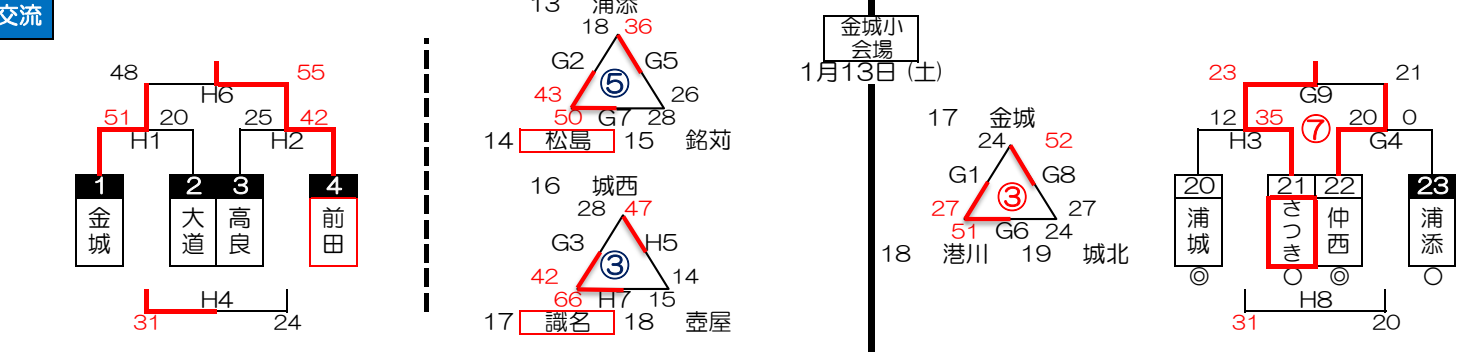 交流
48 55
H6
51 20 25 42
H1 H2
1 2 3 4
金城 大道 高良 前田
H4
31 24
13 浦添
18 36
G2 G5
⑤
43 26
50 G7 28
14 松島 15 銘苅
16 城西
28 47
G3 H5
③
42 14
66 H7 15
17 識名 18 壺屋
金城小
会場
1月13日(土)
17 金城
24 52
G1 G8
③
27 27
51 G6 24
18 港川 19 城北
23 21
G9
12 35 ⑦ 20 0
H3 G4
20 21 22 23
浦城 さつき 仲西 浦添
◎ ○ ◎ ○
H8
31 20